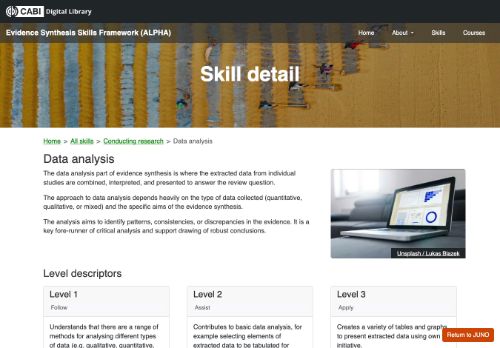 CABI Digital Library
Evidence Synthesis Skills Framework (ALPHA)
Home About Skills Courses
Skill detail
Home > All skills > Conducting research > Data analysis
Data analysis
The data analysis part of evidence synthesis is where the extracted data from individual
studies are combined, interpreted, and presented to answer the review question.
The approach to data analysis depends heavily on the type of data collected (quantitative,
qualitative, or mixed) and the specific aims of the evidence synthesis.
The analysis aims to identify patterns, consistencies, or discrepancies in the evidence. It is a
key fore-runner of critical analysis and support drawing of robust conclusions.
Unsplash / Lukas Blazek
Level descriptors
Level 1
Follow
Understands that there are a range of
methods for analysing different types
of data (e.g. qualitative, quantitative,
Level 2
Assist
Contributes to basic data analysis, for
example selecting elements of
extracted data to be tabulated for
Level 3
Apply
Creates a variety of tables and graphs
to present extracted data using own
initiative.
Return to JUNO